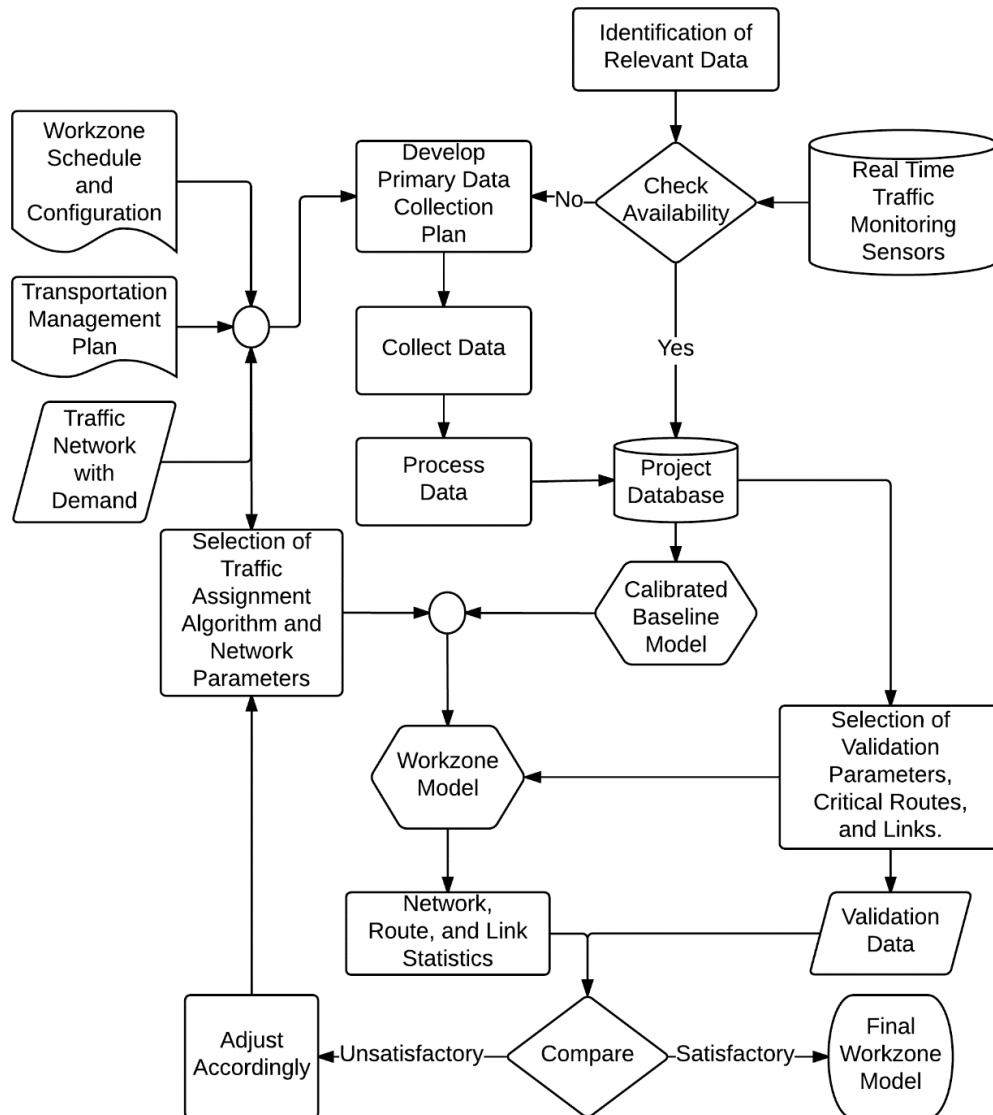 Identification of
Relevant Data
Workzone
Schedule
and
Configuration
Develop
Primary Data
Collection
Plan
No
Check
Availability
Real Time
Traffic
Monitoring
Sensors
Transportation
Management
Plan
Collect Data
Yes
Traffic
Network
with
Demand
Process
Data
Project
Database
Selection of
Traffic
Assignment
Algorithm and
Network
Parameters
Calibrated
Baseline
Model
Workzone
Model
Selection of
Validation
Parameters,
Critical Routes,
and Links.
Network,
Route, and Link
Statistics
Validation
Data
Adjust
Accordingly
Unsatisfactory
Compare
Satisfactory
Final
Workzone
Model